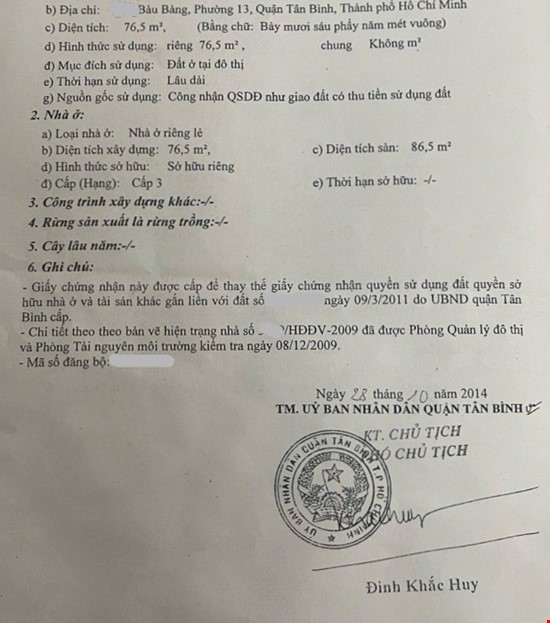 b) Địa chỉ: Bàu Bàng, Phường 13, Quận Tân Bình, Thành phố Hồ Chí Minh
c) Diện tích: 76,5 m², (Bằng chữ: Bảy mươi sáu phẩy năm mét vuông)
d) Hình thức sử dụng: riêng 76,5 m², chung Không m²
đ) Mục đích sử dụng: Đất ở tại đô thị
e) Thời hạn sử dụng: Lâu dài
g) Nguồn gốc sử dụng: Công nhận QSDĐ như giao đất có thu tiền sử dụng đất
2. Nhà ở:
a) Loại nhà ở: Nhà ở riêng lẻ
b) Diện tích xây dựng: 76,5 m², c) Diện tích sàn: 86,5 m²
d) Hình thức sở hữu: Sở hữu riêng
đ) Cấp (Hạng): Cấp 3 e) Thời hạn sở hữu: -/-
3. Công trình xây dựng khác:-/-
4. Rừng sản xuất là rừng trồng:-/-
5. Cây lâu năm:-/-
6. Ghi chú:
- Giấy chứng nhận này được cấp để thay thế giấy chứng nhận quyền sử dụng đất quyền sở
hữu nhà ở và tài sản khác gắn liền với đất số ngày 09/3/2011 do UBND quận Tân
Bình cấp.
- Chi tiết theo theo bản vẽ hiện trạng nhà số /HĐĐV-2009 đã được Phòng Quản lý đô thị
và Phòng Tài nguyên môi trường kiểm tra ngày 08/12/2009.
- Mã số đăng bộ:
Ngày 28 tháng 10 năm 2014
TM. UỶ BAN NHÂN DÂN QUẬN TÂN BÌNH
KT. CHỦ TỊCH
PHÓ CHỦ TỊCH
ỦY BAN NHÂN DÂN QUẬN TÂN BÌNH T.P HỒ CHÍ MINH
Đinh Khắc Huy